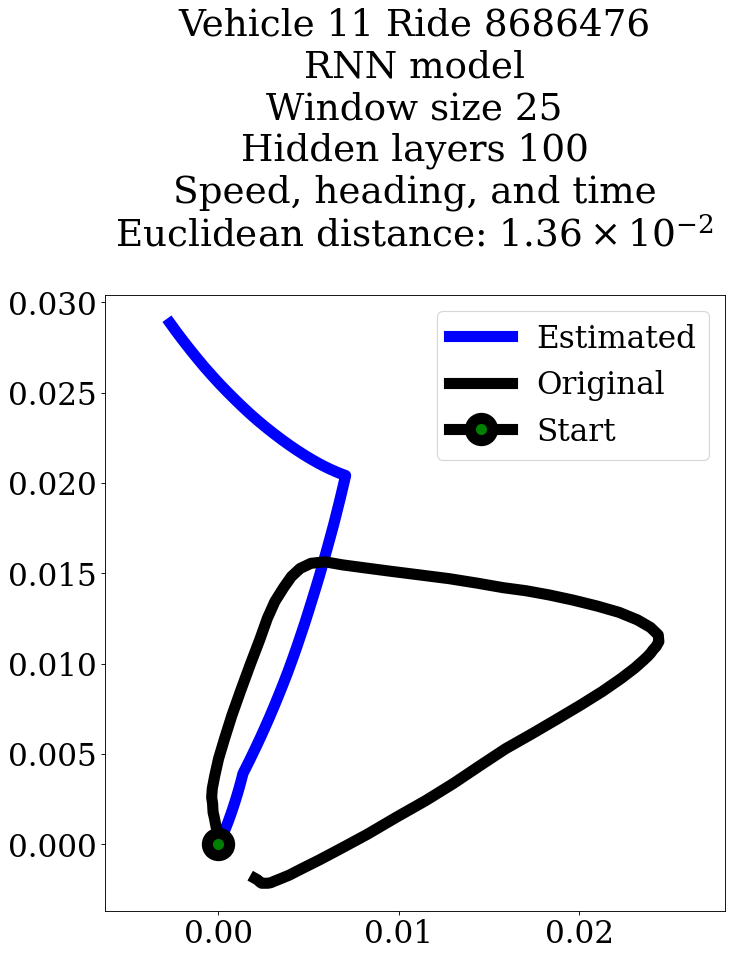 Vehicle 11 Ride 8686476
RNN model
Window size 25
Hidden layers 100
Speed, heading, and time
Euclidean distance: 1.36 × 10⁻²
0.030
0.025
0.020
0.015
0.010
0.005
0.000
Estimated
Original
Start
0.00 0.01 0.02